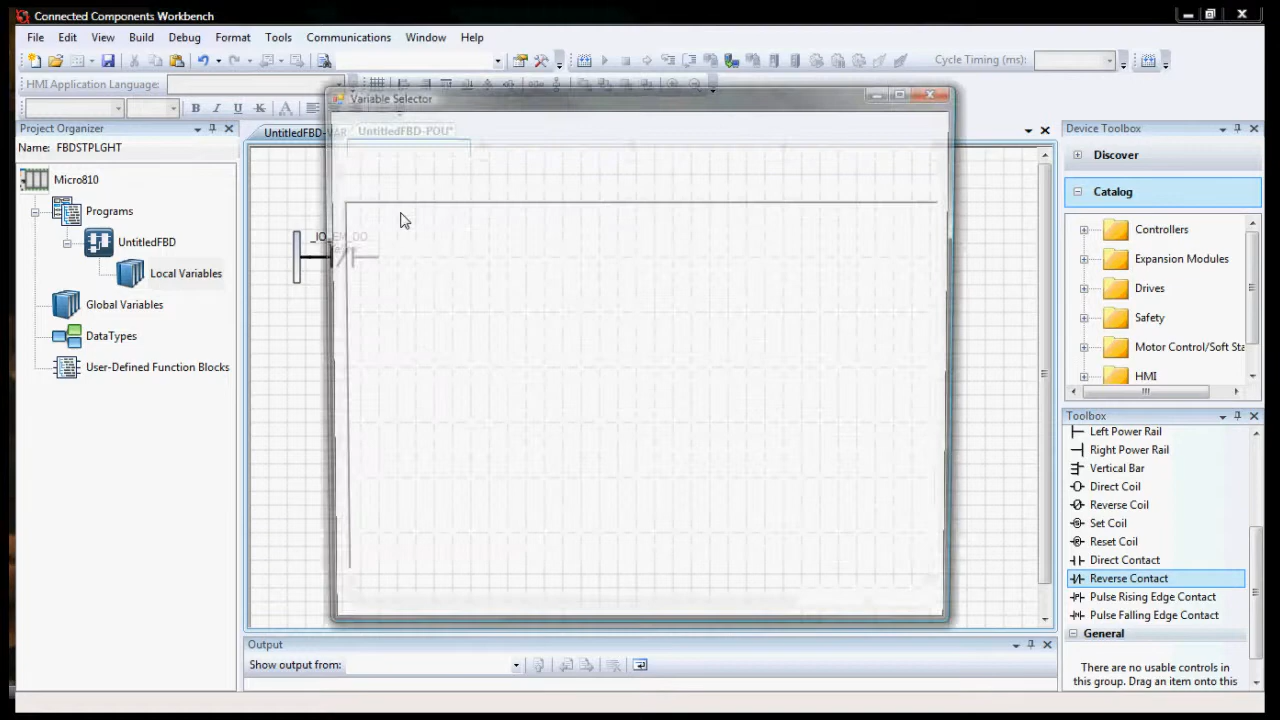 Connected Components Workbench
File Edit View Build Debug Format Tools Communications Window Help
Cycle Timing (ms):
HMI Application Language:
B I U K A
Project Organizer
Name: FBDSTPLGHT
Micro810
Programs
UntitledFBD
Local Variables
Global Variables
DataTypes
User-Defined Function Blocks
UntitledFBD-VAR
UntitledFBD-POU*
Variable Selector
_IO_EM_DO
Output
Show output from:
Device Toolbox
Discover
Catalog
Controllers
Expansion Modules
Drives
Safety
Motor Control/Soft Sta
HMI
Toolbox
Left Power Rail
Right Power Rail
Vertical Bar
Direct Coil
Reverse Coil
Set Coil
Reset Coil
Direct Contact
Reverse Contact
Pulse Rising Edge Contact
Pulse Falling Edge Contact
General
There are no usable controls in
this group. Drag an item onto this